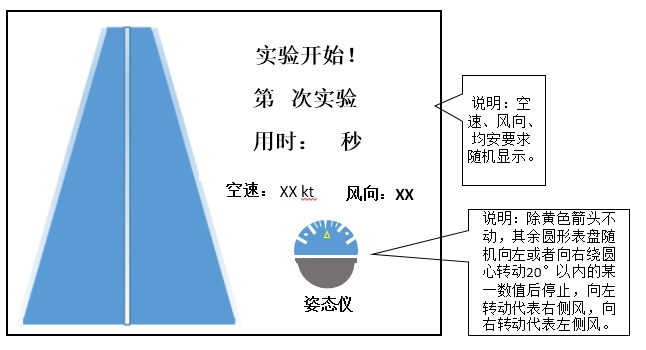 实验开始！
第 次实验
用时： 秒
空速： XX kt 风向：XX
姿态仪
说明：空
速、风向、
均安要求
随机显示。
说明：除黄色箭头不
动，其余圆形表盘随
机向左或者向右绕圆
心转动20°以内的某
一数值后停止，向左
转动代表右侧风，向
右转动代表左侧风。